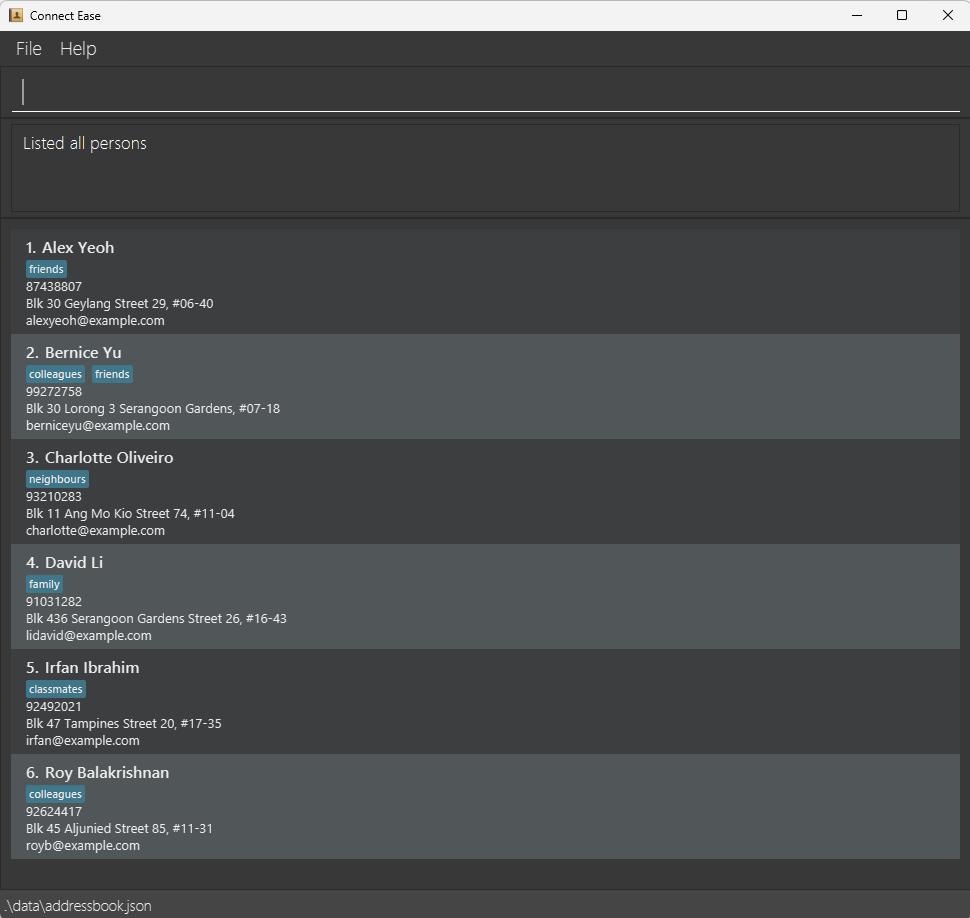 Connect Ease
File Help
Listed all persons
1. Alex Yeoh
friends
87438807
Blk 30 Geylang Street 29, #06-40
alexyeoh@example.com
2. Bernice Yu
colleagues friends
99272758
Blk 30 Lorong 3 Serangoon Gardens, #07-18
berniceyu@example.com
3. Charlotte Oliveiro
neighbours
93210283
Blk 11 Ang Mo Kio Street 74, #11-04
charlotte@example.com
4. David Li
family
91031282
Blk 436 Serangoon Gardens Street 26, #16-43
lidavid@example.com
5. Irfan Ibrahim
classmates
92492021
Blk 47 Tampines Street 20, #17-35
irfan@example.com
6. Roy Balakrishnan
colleagues
92624417
Blk 45 Aljunied Street 85, #11-31
royb@example.com
.\data\addressbook.json